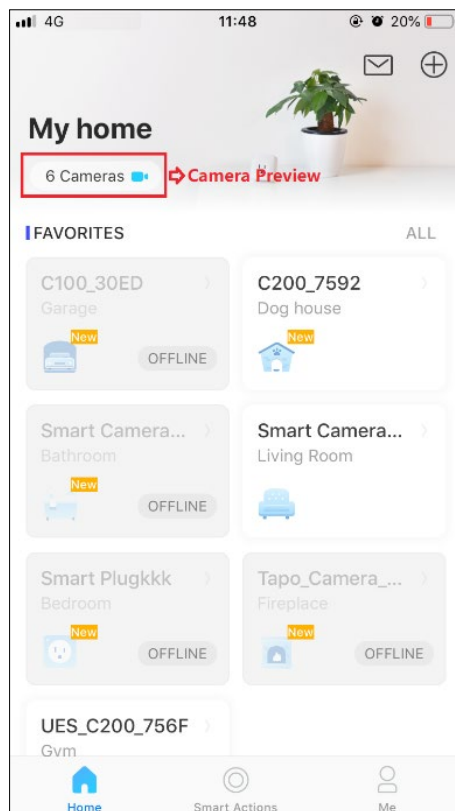 4G 11:48 20%
My home
6 Cameras Camera Preview
FAVORITES ALL
C100_30ED
Garage
New
OFFLINE
C200_7592
Dog house
New
Smart Camera...
Bathroom
New
OFFLINE
Smart Camera...
Living Room
Smart Plugkkk
Bedroom
New
OFFLINE
Tapo_Camera_...
Fireplace
New
OFFLINE
UES_C200_756F
Gym
Home Smart Actions Me